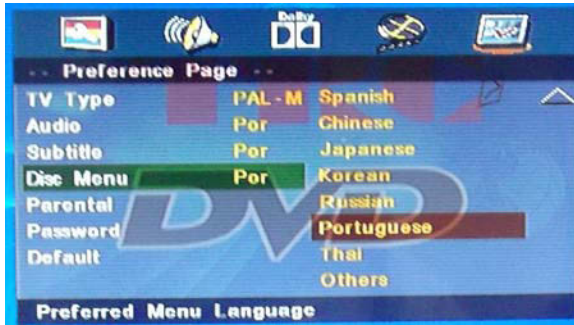 Dolby
-- Preference Page --
TV Type PAL-M Spanish
Audio Por Chinese
Subtitle Por Japanese
Disc Menu Por Korean
Parental Russian
Password Portuguese
Default Thai
Others
DVD
Preferred Menu Language